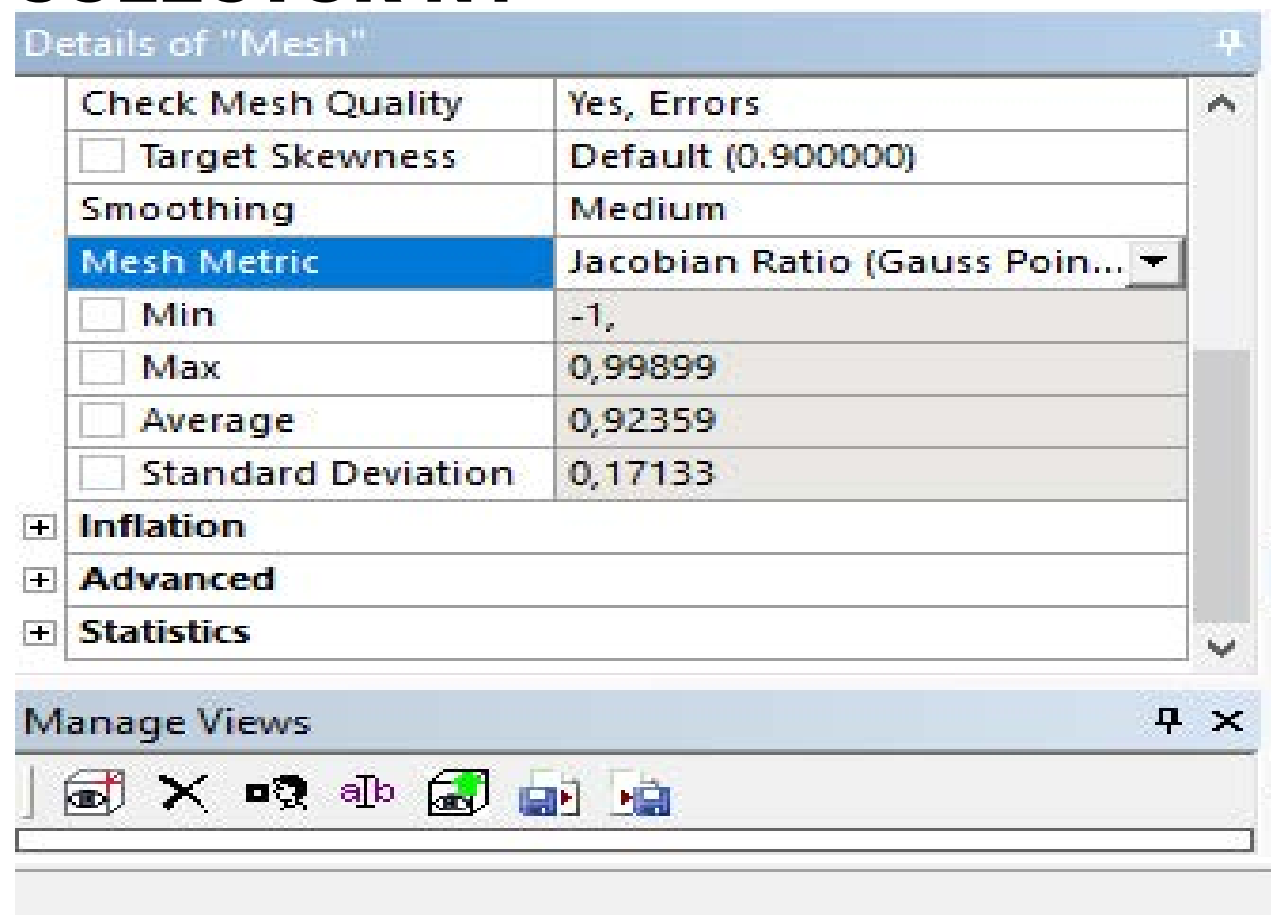 Details of "Mesh"
Check Mesh Quality Yes, Errors
Target Skewness Default (0.900000)
Smoothing Medium
Mesh Metric Jacobian Ratio (Gauss Poin...
Min -1,
Max 0,99899
Average 0,92359
Standard Deviation 0,17133
Inflation
Advanced
Statistics
Manage Views
a b